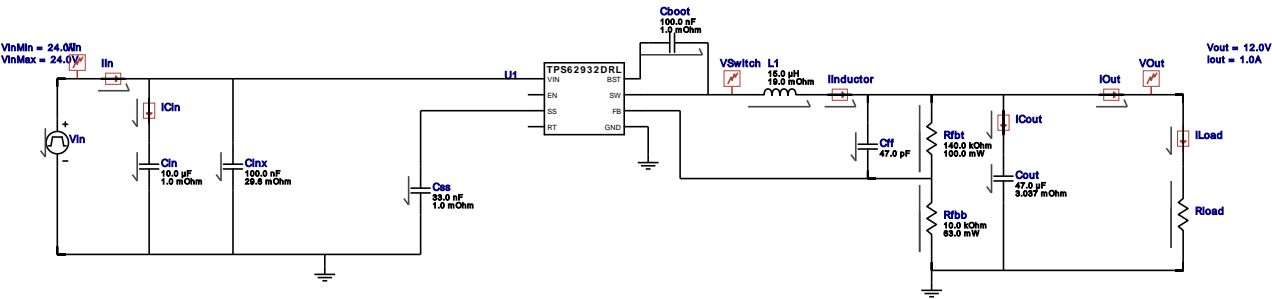 VinMin = 24.0V
VinMax = 24.0V
Vin
IIn
ICin
Vin
+
−
Cin
10.0 µF
1.0 mOhm
Cinx
100.0 nF
29.6 mOhm
Css
33.0 nF
1.0 mOhm
U1
TPS62932DRL
VIN
EN
SS
RT
BST
SW
FB
GND
Cboot
100.0 nF
1.0 mOhm
VSwitch
L1
15.0 µH
19.0 mOhm
IInductor
Cff
47.0 pF
Rfbt
140.0 kOhm
100.0 mW
Rfbb
10.0 kOhm
63.0 mW
ICout
Cout
47.0 µF
3.037 mOhm
IOut
VOut
Vout = 12.0V
Iout = 1.0A
ILoad
Rload